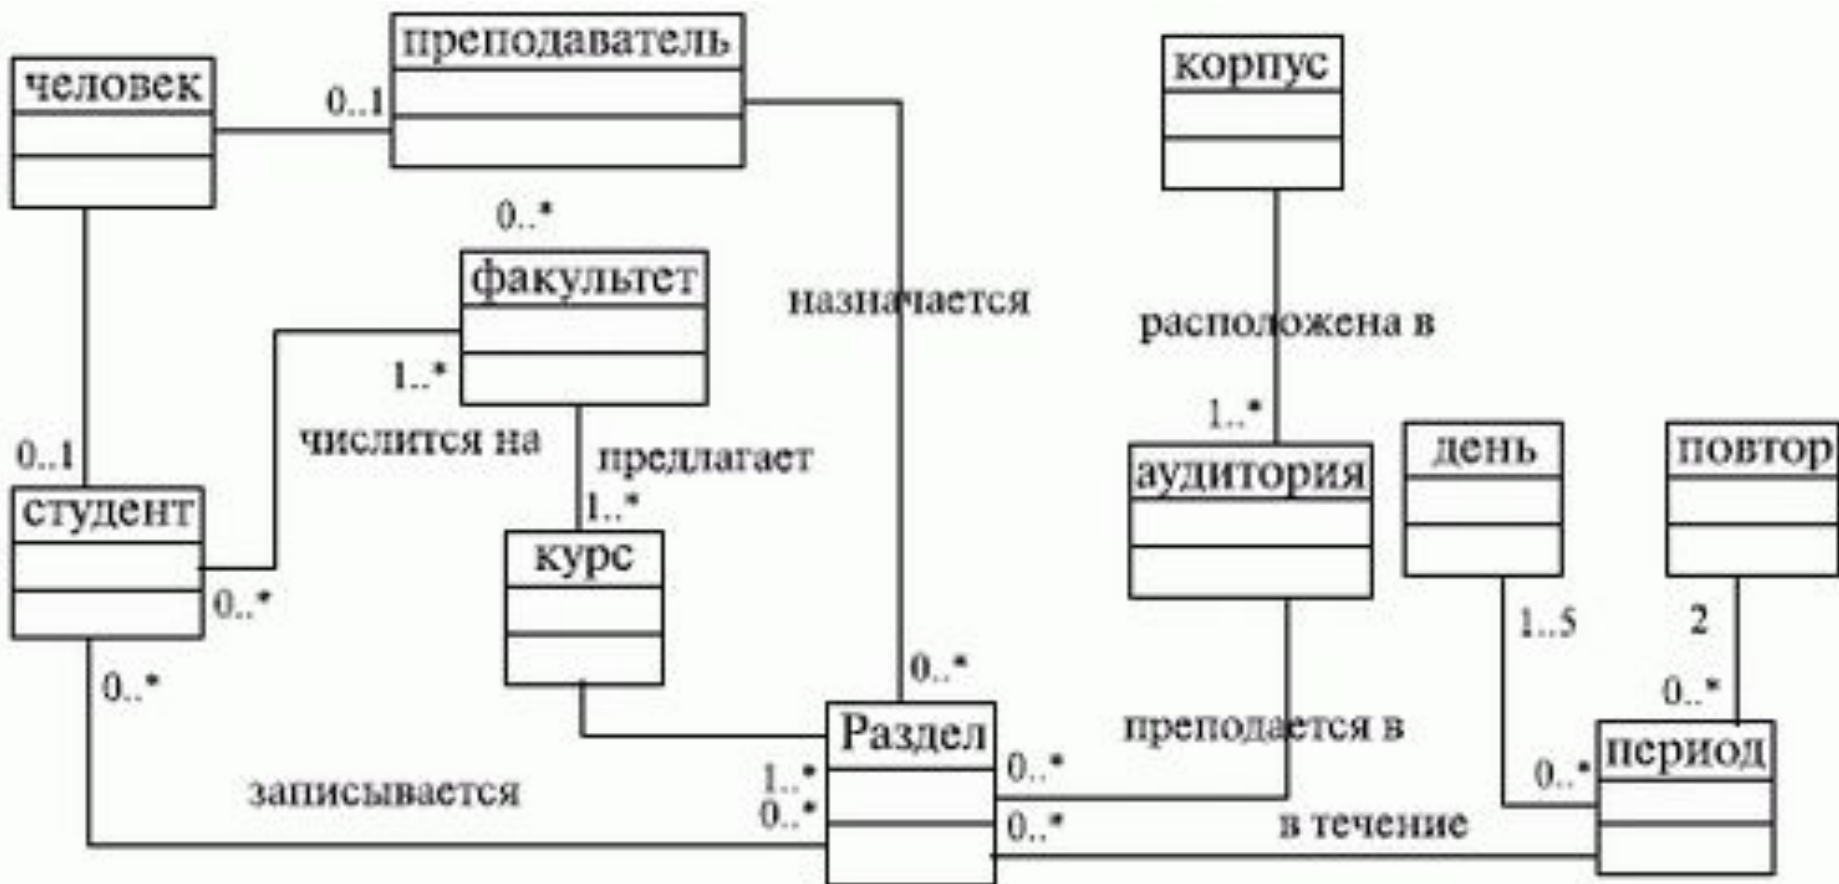 преподаватель
человек
корпус
0..1
0..*
факультет
назначается
расположена в
1..*
числится на
предлагает
0..1
1..*
1..*
день
повтор
студент
аудитория
курс
0..*
1..5
2
0..*
0..*
0..*
Раздел
преподается в
период
записывается
1..*
0..*
0..*
0..*
0..*
в течение